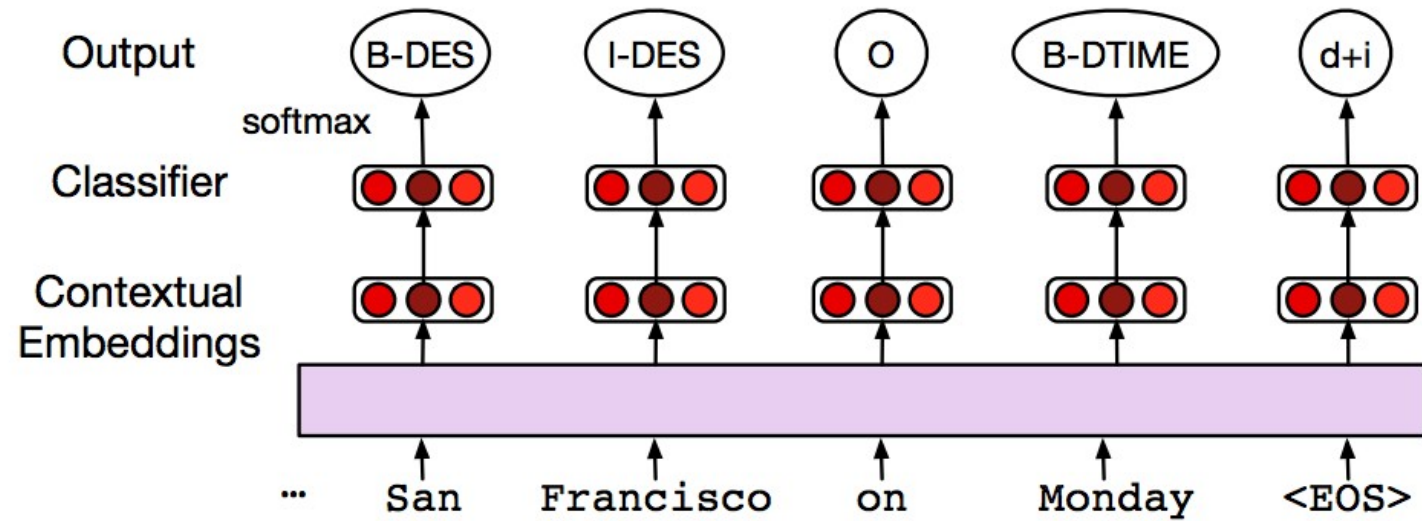 Output B-DES I-DES O B-DTIME d+i
softmax
Classifier
Contextual
Embeddings
... San Francisco on Monday <EOS>